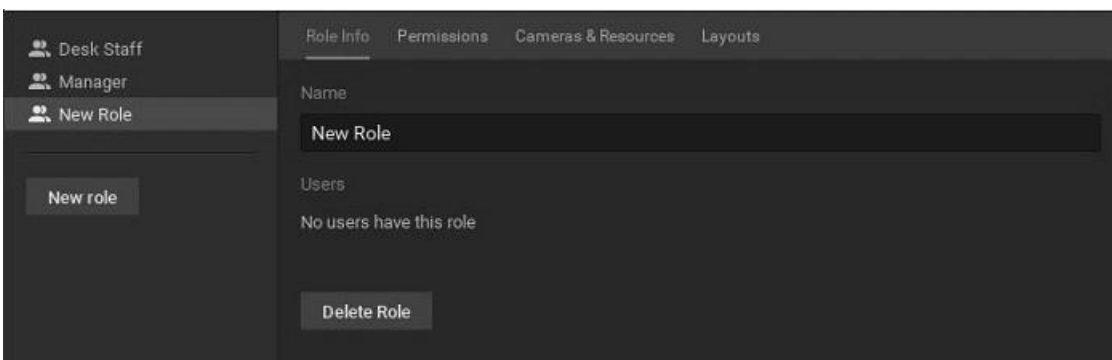 Desk Staff
Manager
New Role
New role
Role Info Permissions Cameras & Resources Layouts
Name
New Role
Users
No users have this role
Delete Role